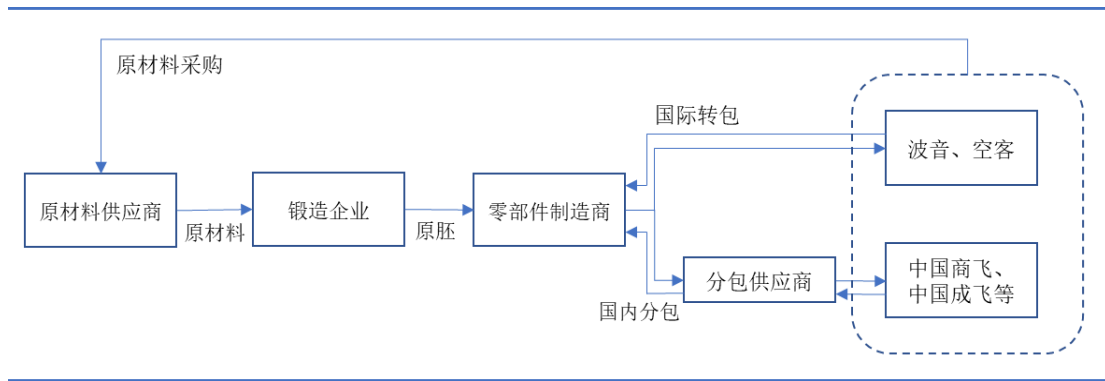 原材料采购
国际转包
波音、空客
原材料供应商
原材料
锻造企业
原胚
零部件制造商
国内分包
分包供应商
中国商飞、
中国成飞等